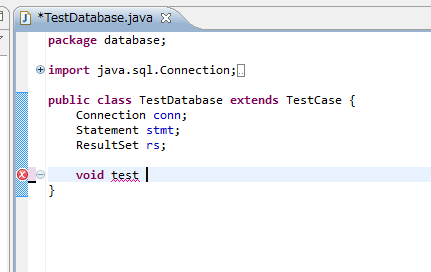 *TestDatabase.java
package database;
import java.sql.Connection;
public class TestDatabase extends TestCase {
Connection conn;
Statement stmt;
ResultSet rs;
void test
}